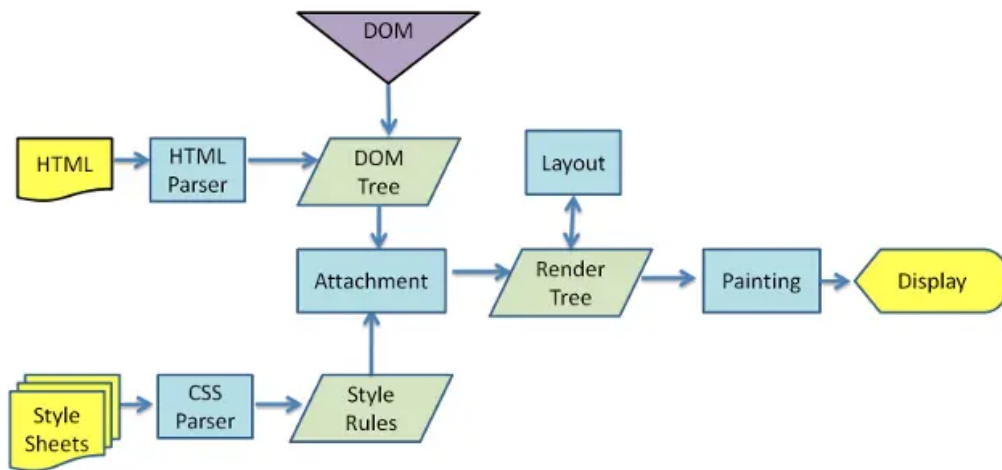 DOM
HTML
HTML
Parser
DOM
Tree
Layout
Attachment
Render
Tree
Painting
Display
Style
Sheets
CSS
Parser
Style
Rules